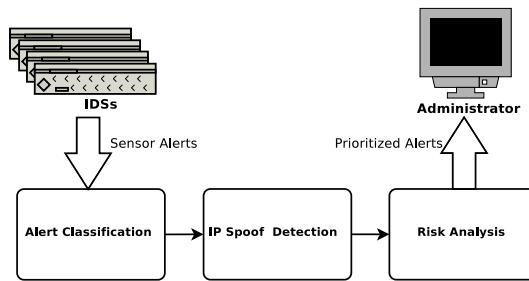 IDSs
Administrator
Sensor Alerts
Prioritized Alerts
Alert Classification
IP Spoof Detection
Risk Analysis